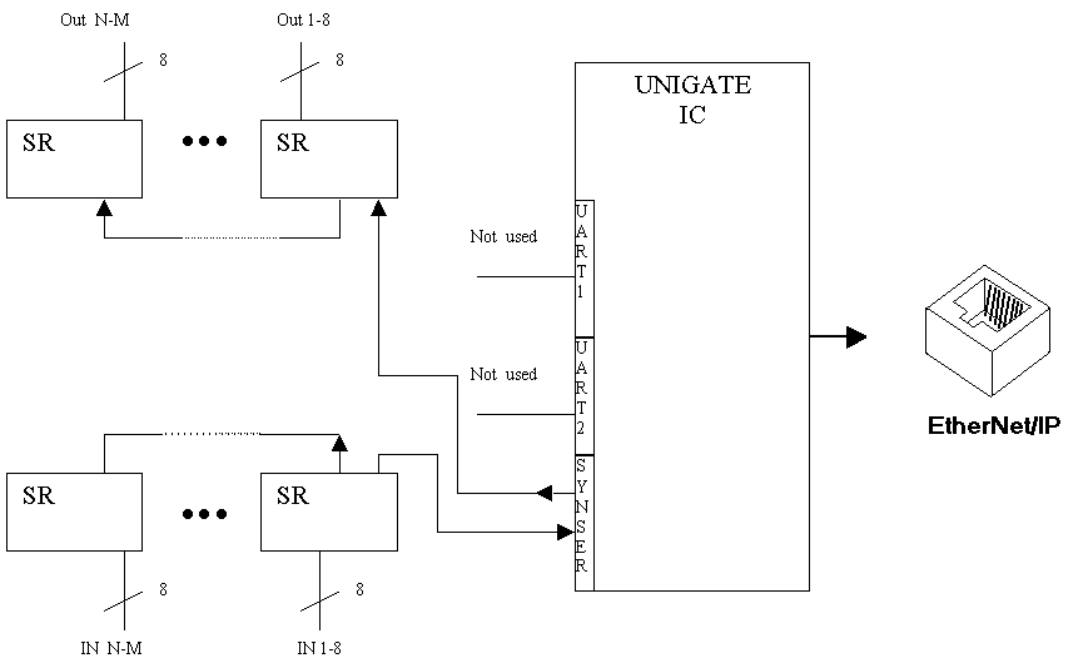 Out N-M
Out 1-8
8
8
SR
SR
UNIGATE
IC
Not used
UART1
Not used
UART2
SYNSER
EtherNet/IP
SR
SR
8
8
IN N-M
IN 1-8